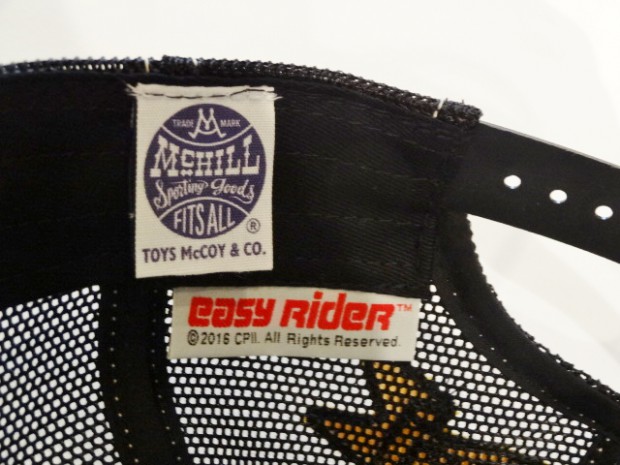 TRADE MARK
McHILL
Sporting Goods
FITS ALL
®
TOYS McCOY & CO.
easy RIDER™
©2016 CPII. All Rights Reserved.